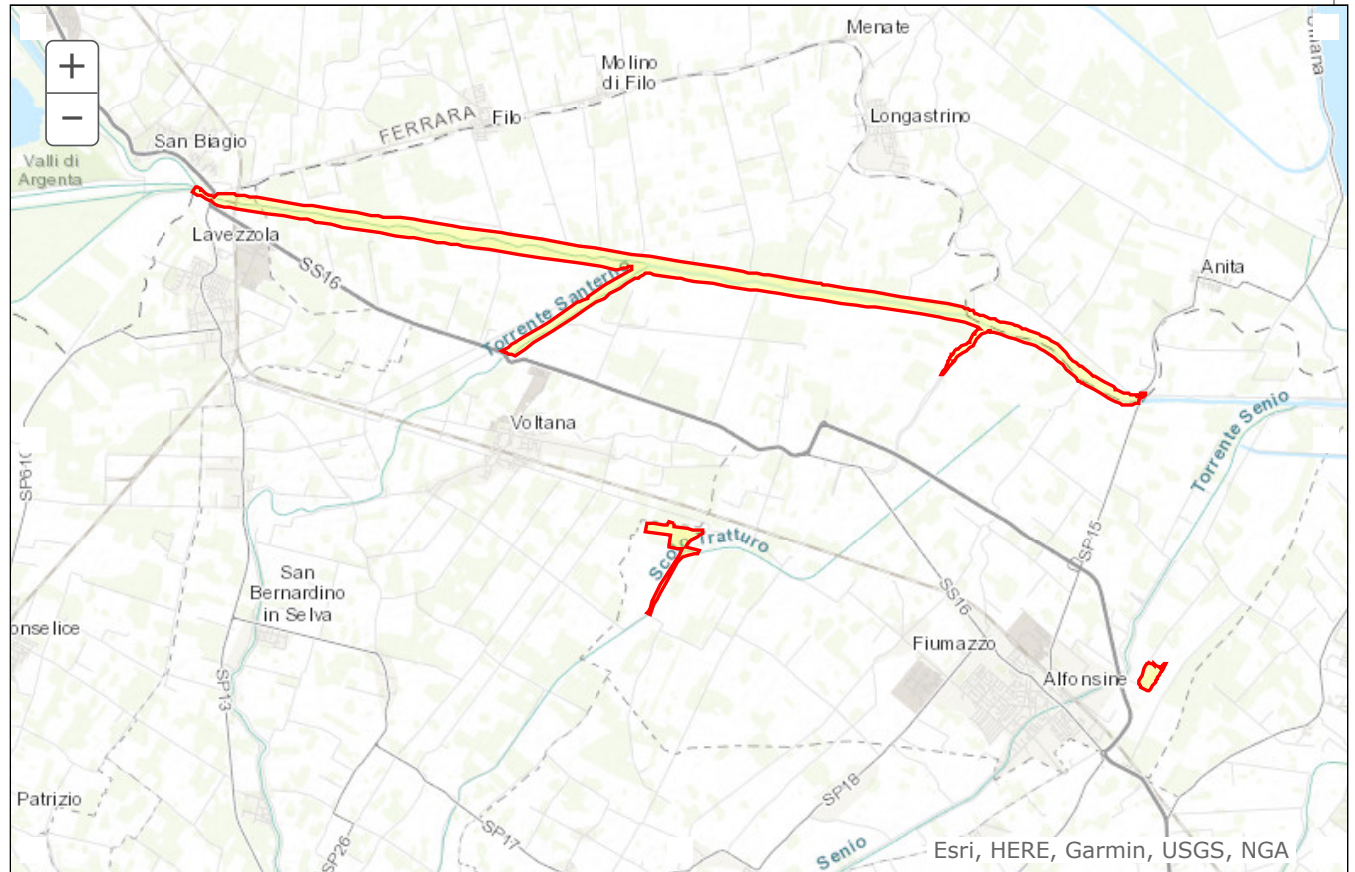 +
−
Menate
Molino
di Filo
Longastrino
FERRARA
Filo
San Biagio
Valli di
Argenta
Lavezzola
SS16
Torrente Santerno
Anita
Torrente Senio
Voltana
Scolo Tratturo
SP15
SS16
San
Bernardino
in Selva
SP13
Fiumazzo
Alfonsine
Patrizio
SP26
SP17
SP18
Senio
Esri, HERE, Garmin, USGS, NGA